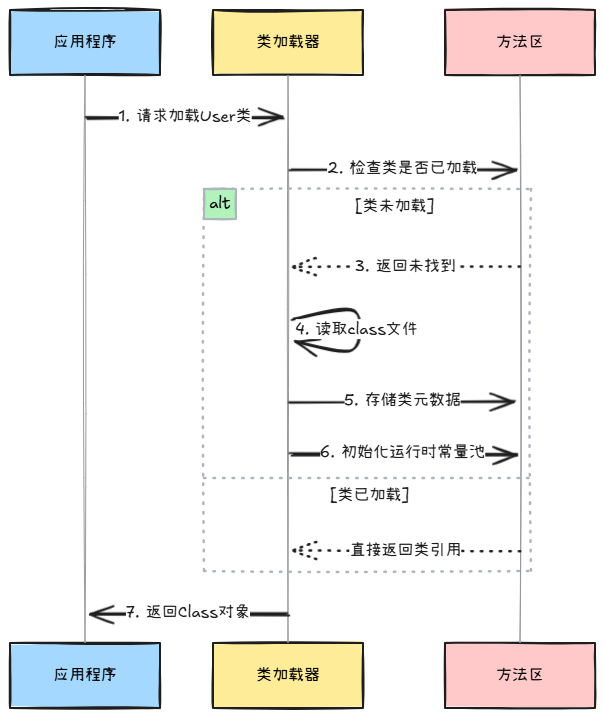 应用程序
类加载器
方法区
1. 请求加载User类
2. 检查类是否已加载
alt
[类未加载]
3. 返回未找到
4. 读取class文件
5. 存储类元数据
6. 初始化运行时常量池
[类已加载]
直接返回类引用
7. 返回Class对象
应用程序
类加载器
方法区